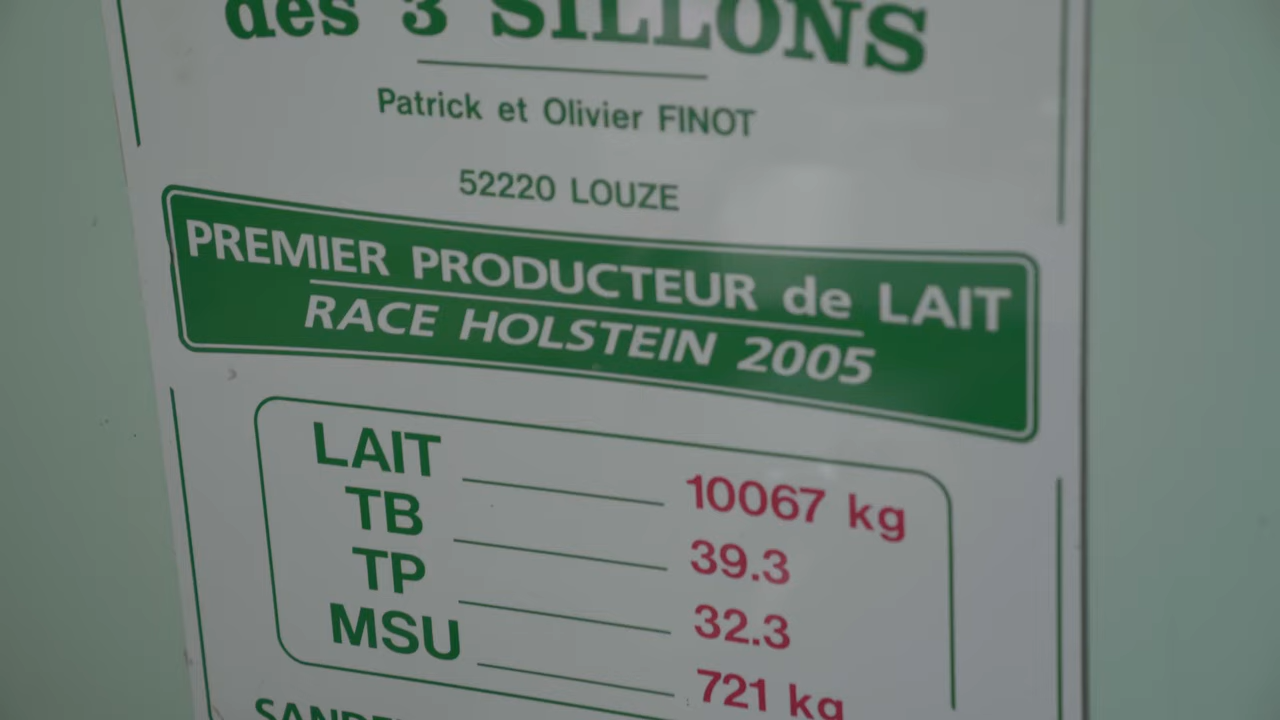 des 3 SILLONS
Patrick et Olivier FINOT
52220 LOUZE
PREMIER PRODUCTEUR de LAIT
RACE HOLSTEIN 2005
LAIT 10067 kg
TB 39.3
TP 32.3
MSU 721 kg